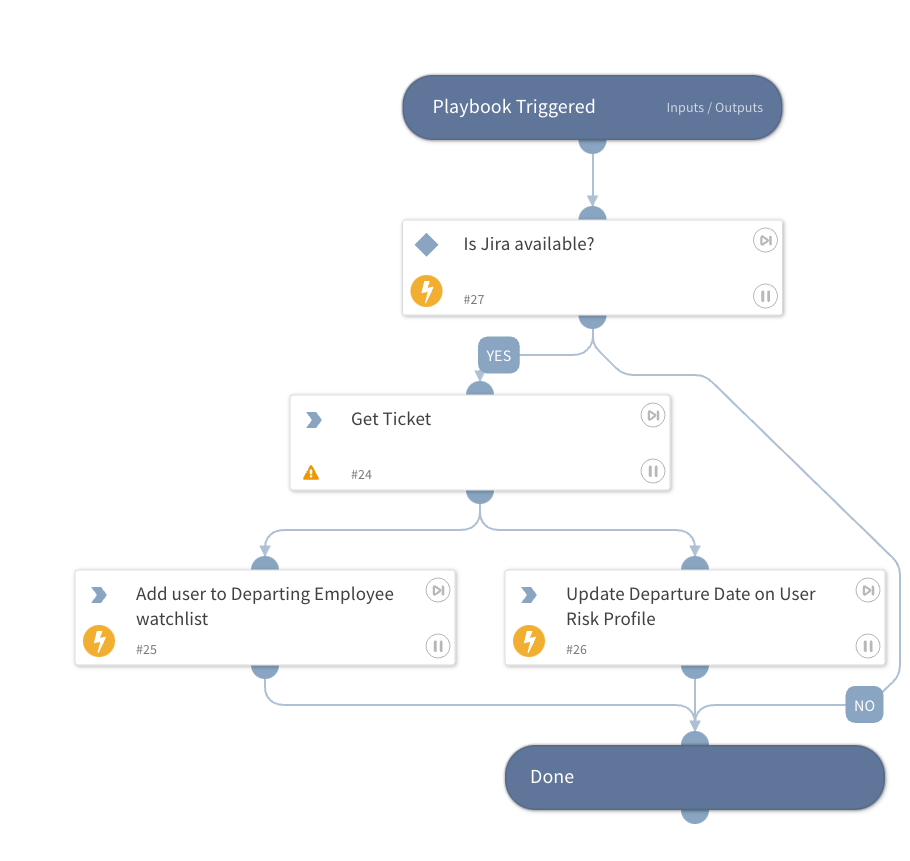 Playbook Triggered Inputs / Outputs
Is Jira available?
#27
YES
Get Ticket
#24
Add user to Departing Employee
watchlist
#25
Update Departure Date on User
Risk Profile
#26
NO
Done